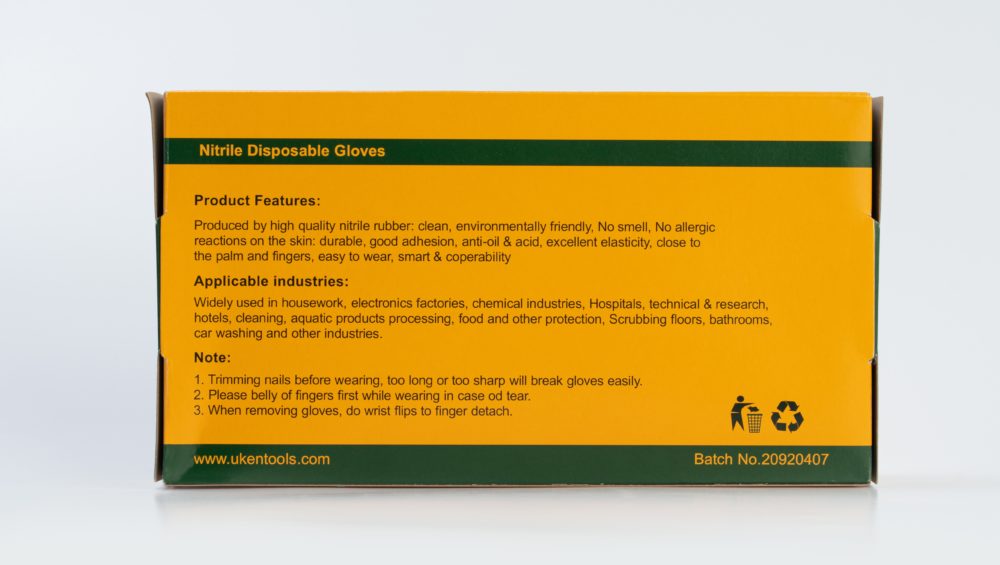 Nitrile Disposable Gloves
Product Features:
Produced by high quality nitrile rubber: clean, environmentally friendly, No smell, No allergic
reactions on the skin: durable, good adhesion, anti-oil & acid, excellent elasticity, close to
the palm and fingers, easy to wear, smart & coperability
Applicable industries:
Widely used in housework, electronics factories, chemical industries, Hospitals, technical & research,
hotels, cleaning, aquatic products processing, food and other protection, Scrubbing floors, bathrooms,
car washing and other industries.
Note:
1. Trimming nails before wearing, too long or too sharp will break gloves easily.
2. Please belly of fingers first while wearing in case od tear.
3. When removing gloves, do wrist flips to finger detach.
www.ukentools.com
Batch No.20920407